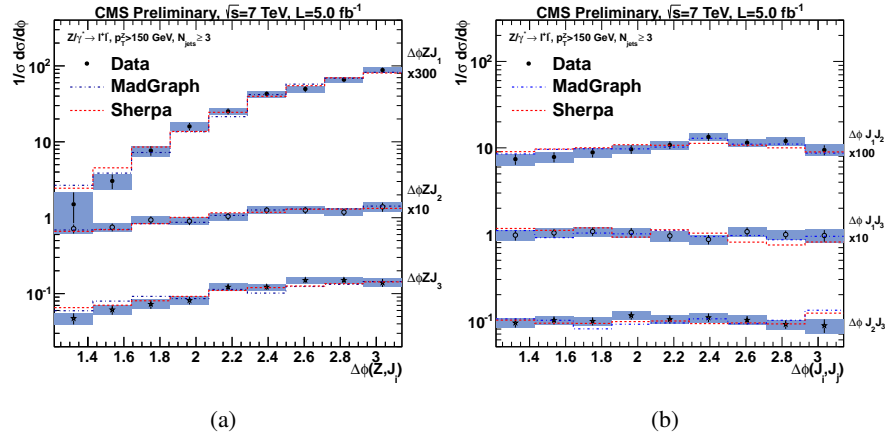 CMS Preliminary, √s=7 TeV, L=5.0 fb⁻¹
1/σ dσ/dφ
Z/γ*→ l⁺l⁻, p_T^Z>150 GeV, N_jets ≥ 3
Data
MadGraph
Sherpa
ΔφZJ₁
x300
ΔφZJ₂
x10
ΔφZJ₃
10²
10
1
10⁻¹
1.4 1.6 1.8 2 2.2 2.4 2.6 2.8 3
Δφ(Z,J_i)
(a)
CMS Preliminary, √s=7 TeV, L=5.0 fb⁻¹
1/σ dσ/dφ
Z/γ*→ l⁺l⁻, p_T^Z>150 GeV, N_jets ≥ 3
Data
MadGraph
Sherpa
Δφ J₁J₂
x100
Δφ J₁J₃
x10
Δφ J₂J₃
10²
10
1
10⁻¹
1.4 1.6 1.8 2 2.2 2.4 2.6 2.8 3
Δφ(J_i,J_j)
(b)